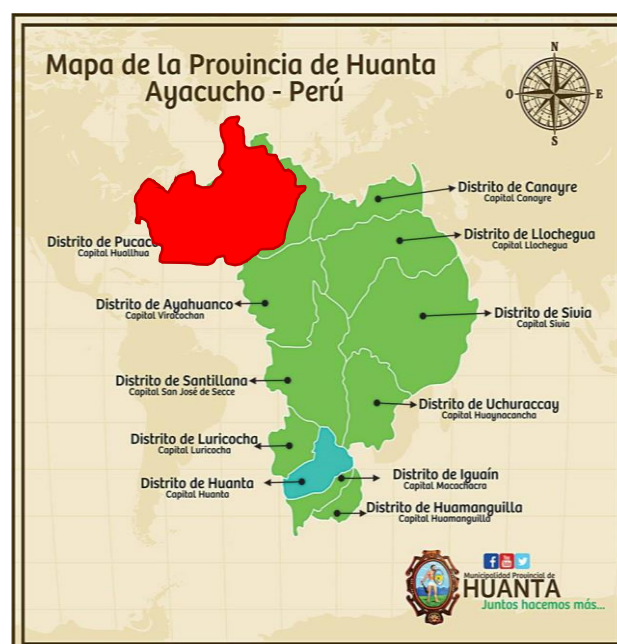 Mapa de la Provincia de Huanta
Ayacucho - Perú
N
O
E
S
Distrito de Canayre
Capital Canayre
Distrito de Llochegua
Capital Llochegua
Distrito de
Capital Huallhua
Distrito de Ayahuanco
Capital Viracochan
Distrito de Sivia
Capital Sivia
Distrito de Santillana
Capital San José de Secce
Distrito de Uchuraccay
Capital Huaynacancha
Distrito de Luricocha
Capital Luricocha
Distrito de Iguaín
Capital Macachacra
Distrito de Huanta
Capital Huanta
Distrito de Huamanguilla
Capital Huamanguilla
Municipalidad Provincial de
HUANTA
Juntos hacemos más...